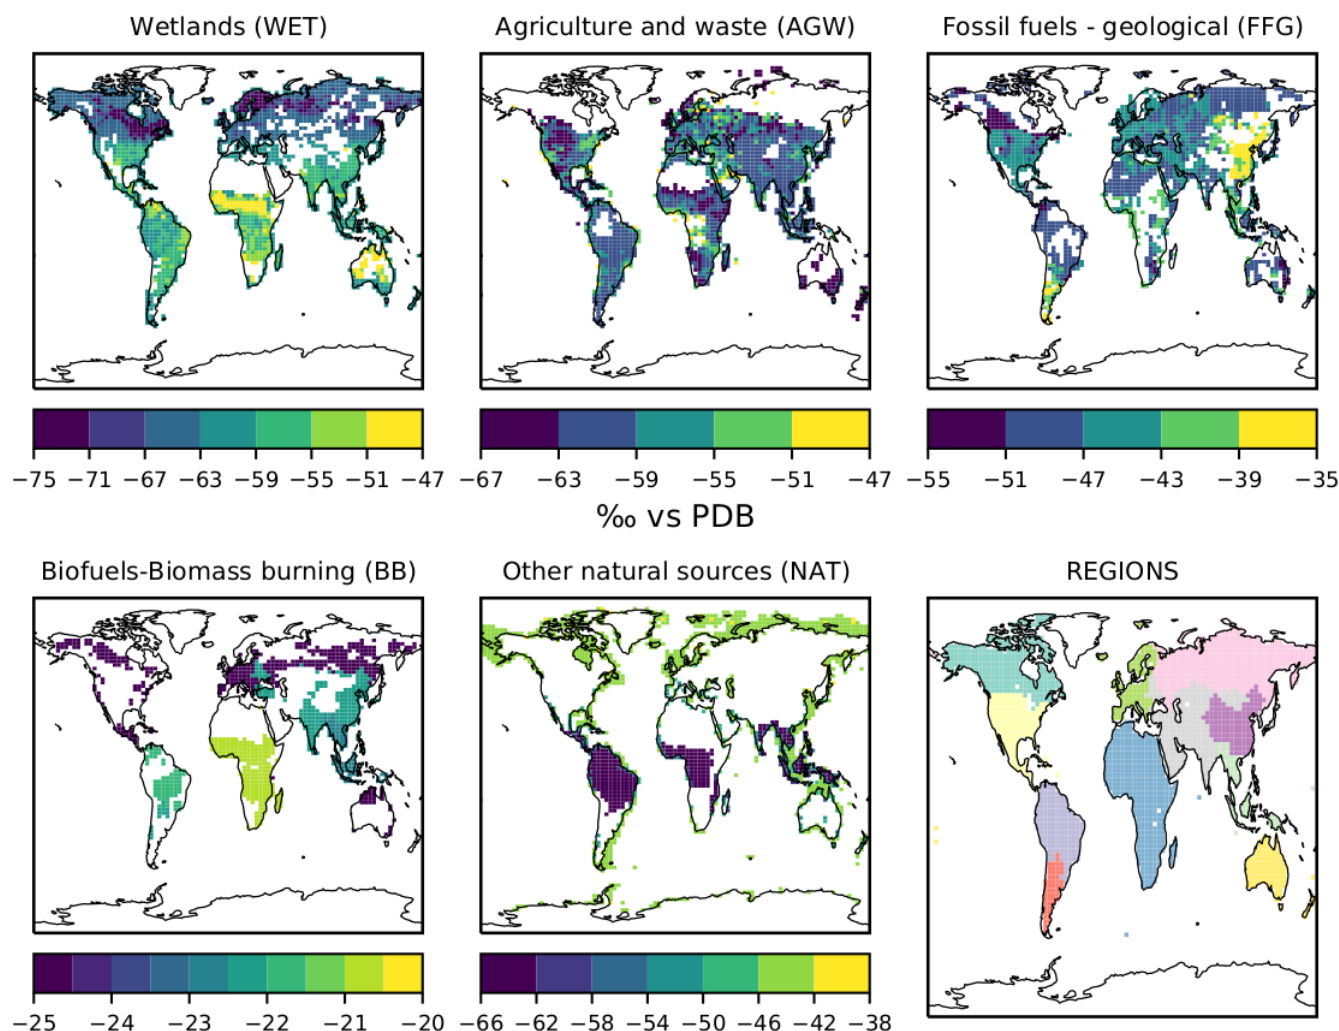 Wetlands (WET)
Agriculture and waste (AGW)
Fossil fuels - geological (FFG)
−75 −71 −67 −63 −59 −55 −51 −47
−67 −63 −59 −55 −51 −47
−55 −51 −47 −43 −39 −35
‰ vs PDB
Biofuels-Biomass burning (BB)
Other natural sources (NAT)
REGIONS
−25 −24 −23 −22 −21 −20
−66 −62 −58 −54 −50 −46 −42 −38